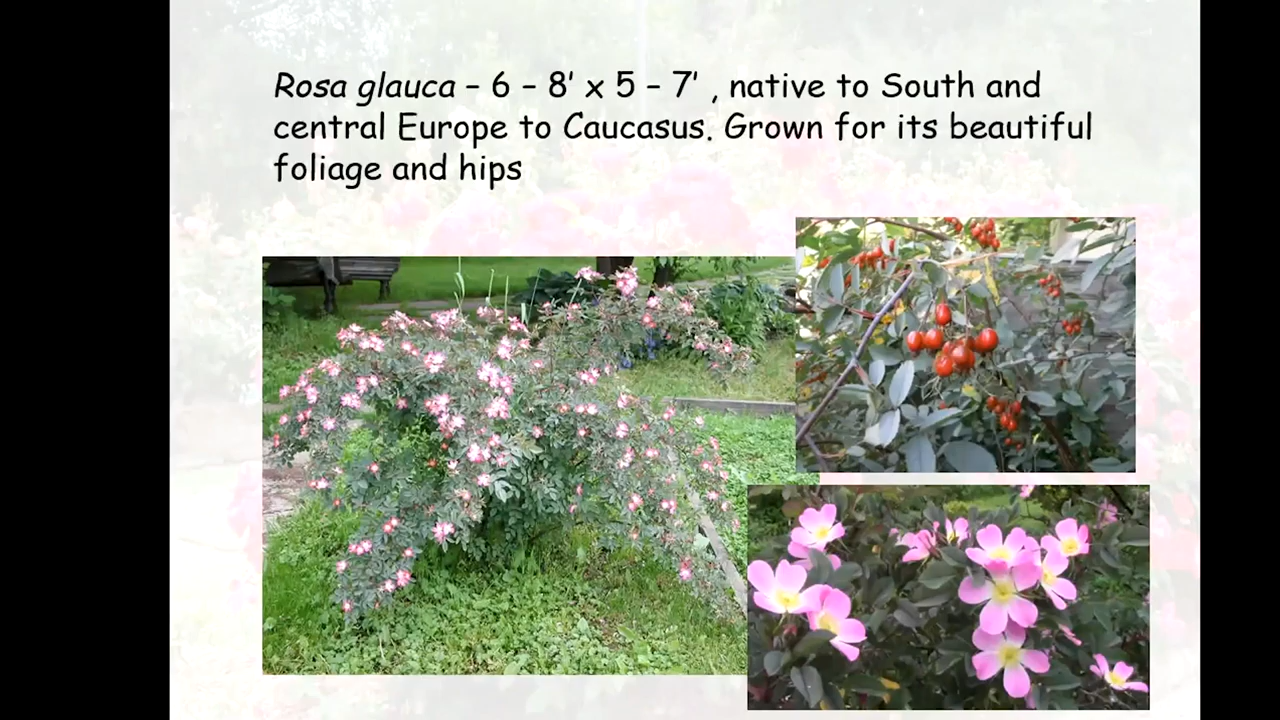 Rosa glauca – 6 – 8’ x 5 – 7’ , native to South and
central Europe to Caucasus. Grown for its beautiful
foliage and hips